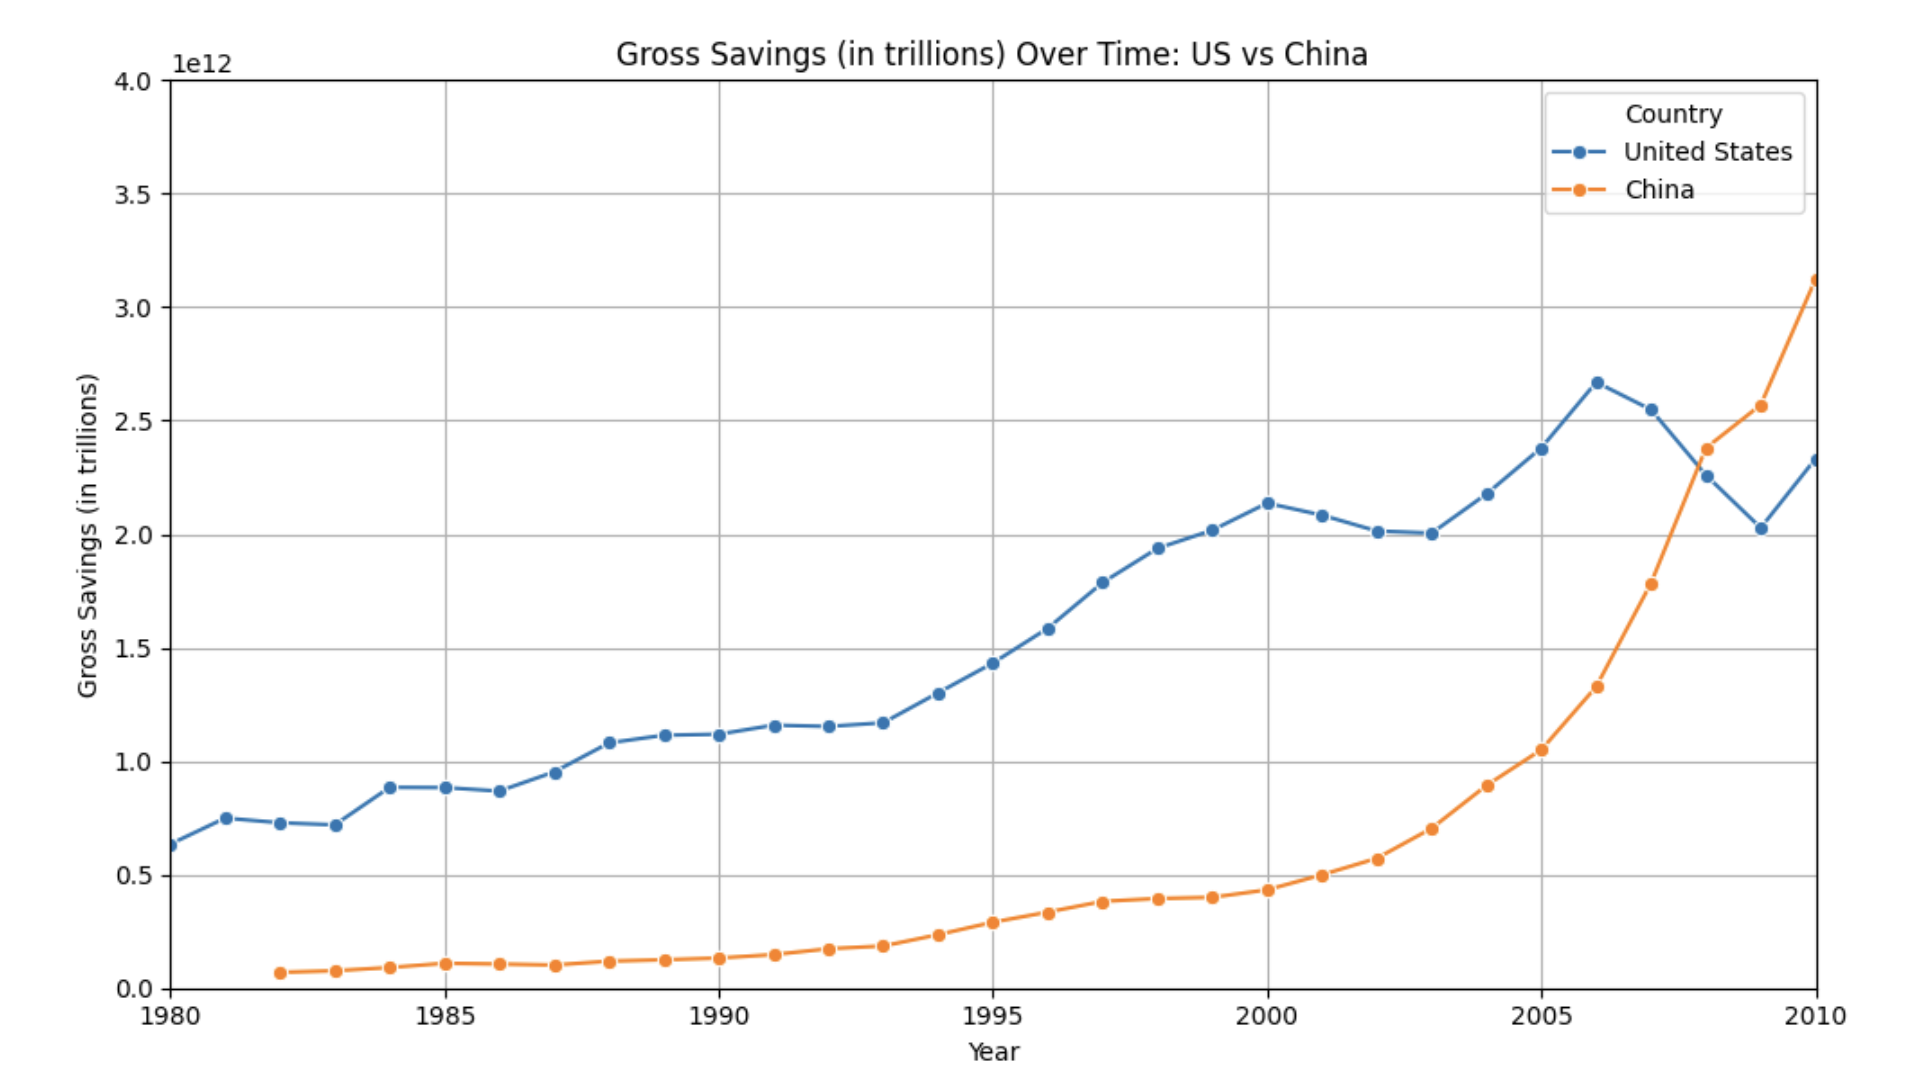 Gross Savings (in trillions) Over Time: US vs China
1e12
4.0
3.5
3.0
2.5
2.0
1.5
1.0
0.5
0.0
Gross Savings (in trillions)
Country
United States
China
1980 1985 1990 1995 2000 2005 2010
Year